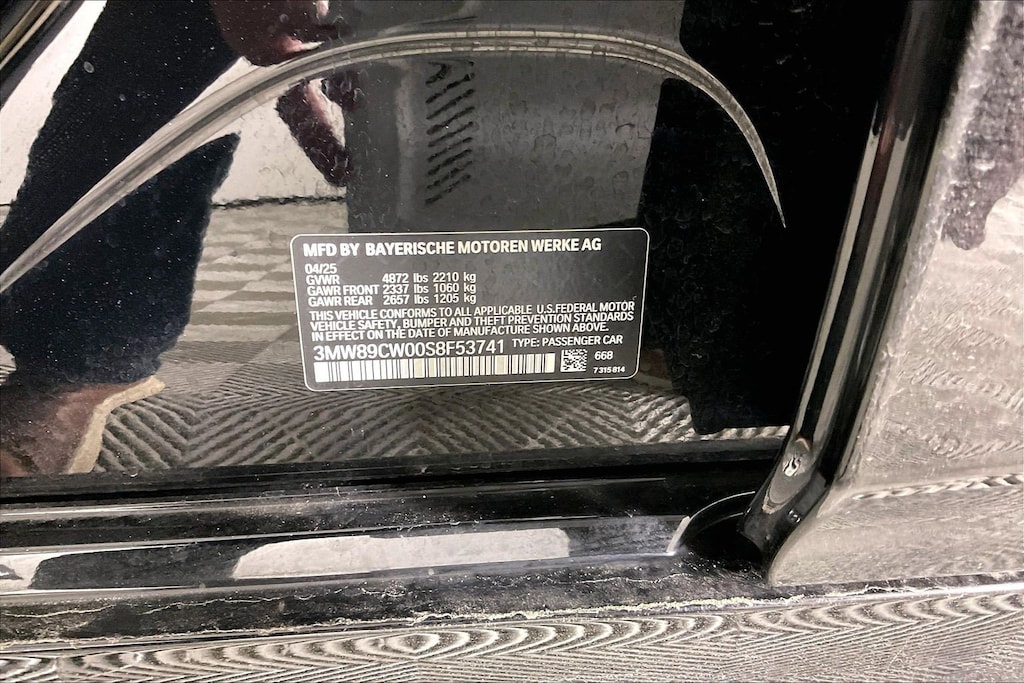 MFD BY BAYERISCHE MOTOREN WERKE AG
04/25
GVWR 4872 lbs 2210 kg
GAWR FRONT 2337 lbs 1060 kg
GAWR REAR 2657 lbs 1205 kg
THIS VEHICLE CONFORMS TO ALL APPLICABLE U.S.FEDERAL MOTOR
VEHICLE SAFETY, BUMPER AND THEFT PREVENTION STANDARDS
IN EFFECT ON THE DATE OF MANUFACTURE SHOWN ABOVE.
3MW89CW00S8F53741 TYPE: PASSENGER CAR
668
7 315 814